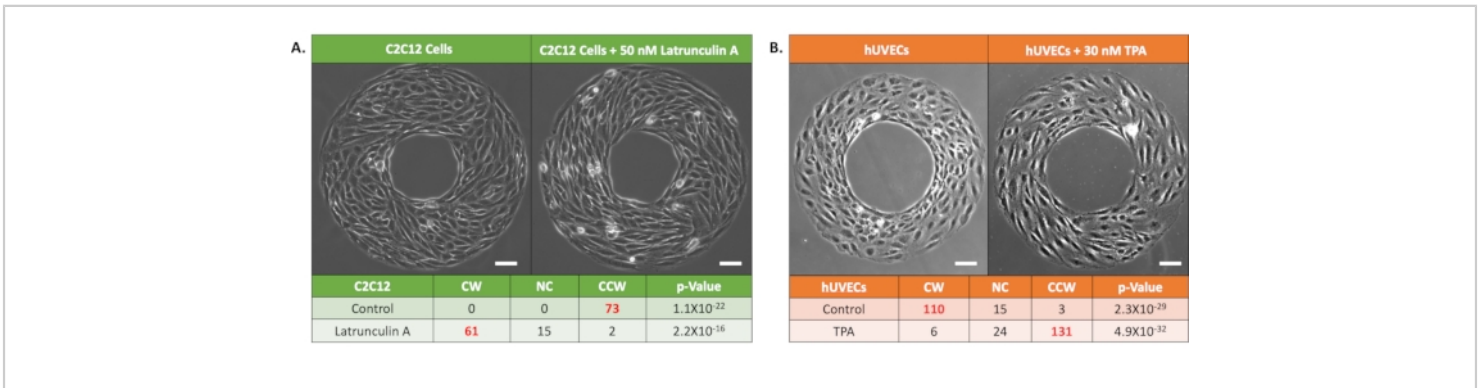 A.
C2C12 Cells
C2C12 Cells + 50 nM Latrunculin A
C2C12 CW NC CCW p-Value
Control 0 0 73 1.1X10⁻²²
Latrunculin A 61 15 2 2.2X10⁻¹⁶
B.
hUVECs
hUVECs + 30 nM TPA
hUVECs CW NC CCW p-Value
Control 110 15 3 2.3X10⁻²⁹
TPA 6 24 131 4.9X10⁻³²